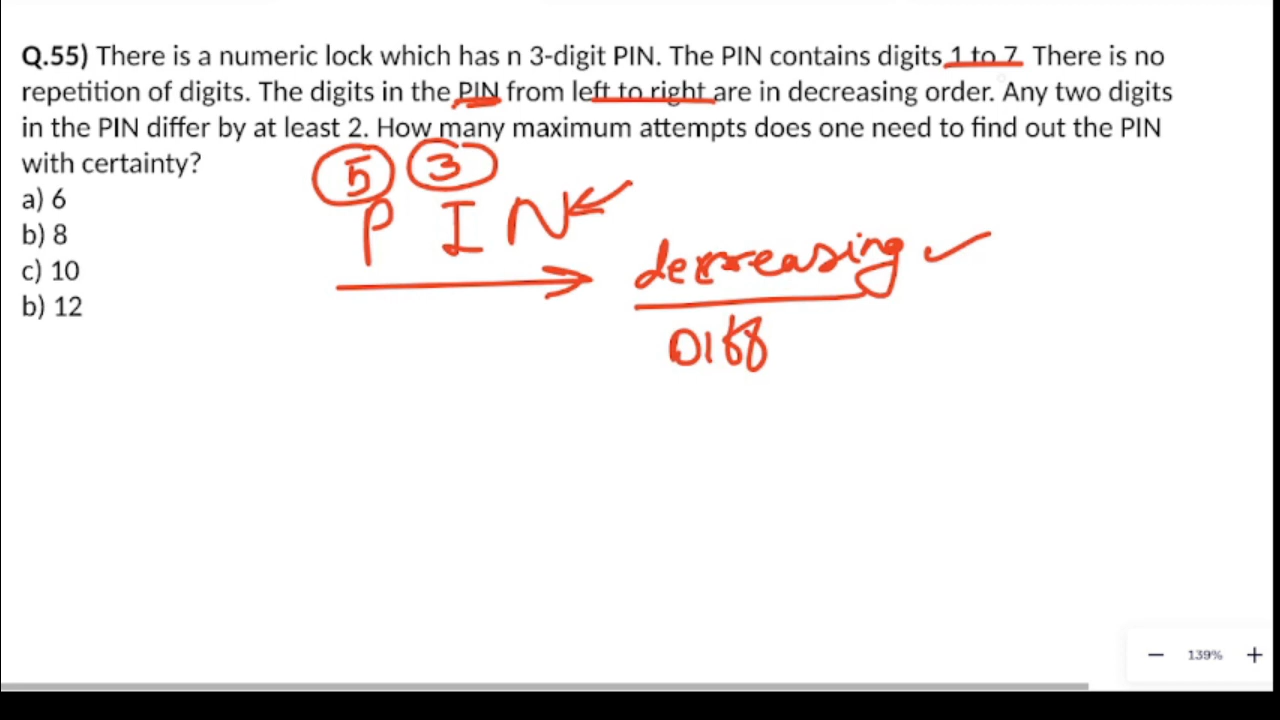 Q.55) There is a numeric lock which has n 3-digit PIN. The PIN contains digits 1 to 7. There is no
repetition of digits. The digits in the PIN from left to right are in decreasing order. Any two digits
in the PIN differ by at least 2. How many maximum attempts does one need to find out the PIN
with certainty?
5 3
a) 6
P I N
b) 8
decreasing
c) 10
b) 12
Diff
139%